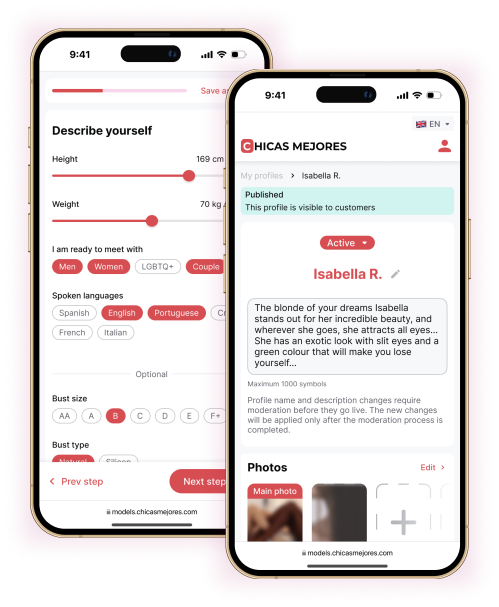 9:41
Save as
Describe yourself
Height 169 cm
Weight 70 kg
I am ready to meet with
Men Women LGBTQ+ Couple
Spoken languages
Spanish English Portuguese
French Italian
Optional
Bust size
AA A B C D E F+
Bust type
Natural Silicon
Prev step Next step
models.chicasmejores.com
9:41
EN
CHICAS MEJORES
My profiles > Isabella R.
Published
This profile is visible to customers
Active
Isabella R.
The blonde of your dreams Isabella
stands out for her incredible beauty, and
wherever she goes, she attracts all eyes...
She has an exotic look with slit eyes and a
green colour that will make you lose
yourself...
Maximum 1000 symbols
Profile name and description changes require
moderation before they go live. The new changes
will be applied only after the moderation process is
completed.
Photos Edit >
Main photo
models.chicasmejores.com